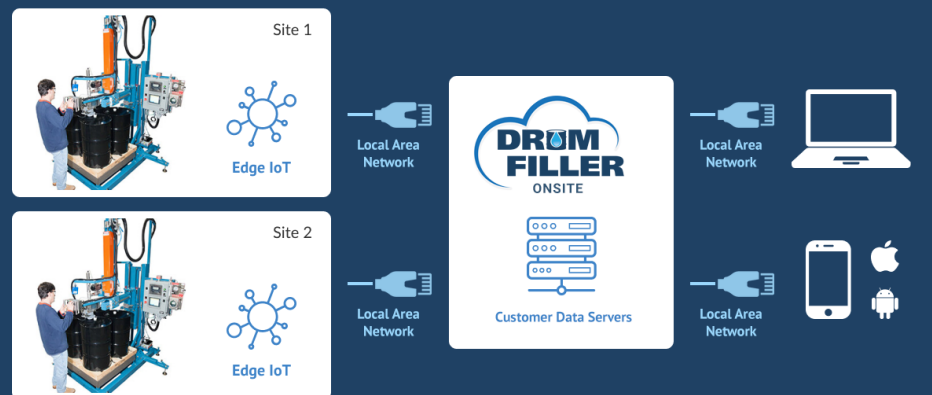 Site 1
Edge IoT
Local Area
Network
Site 2
Edge IoT
Local Area
Network
DRUM
FILLER
ONSITE
Customer Data Servers
Local Area
Network
Local Area
Network